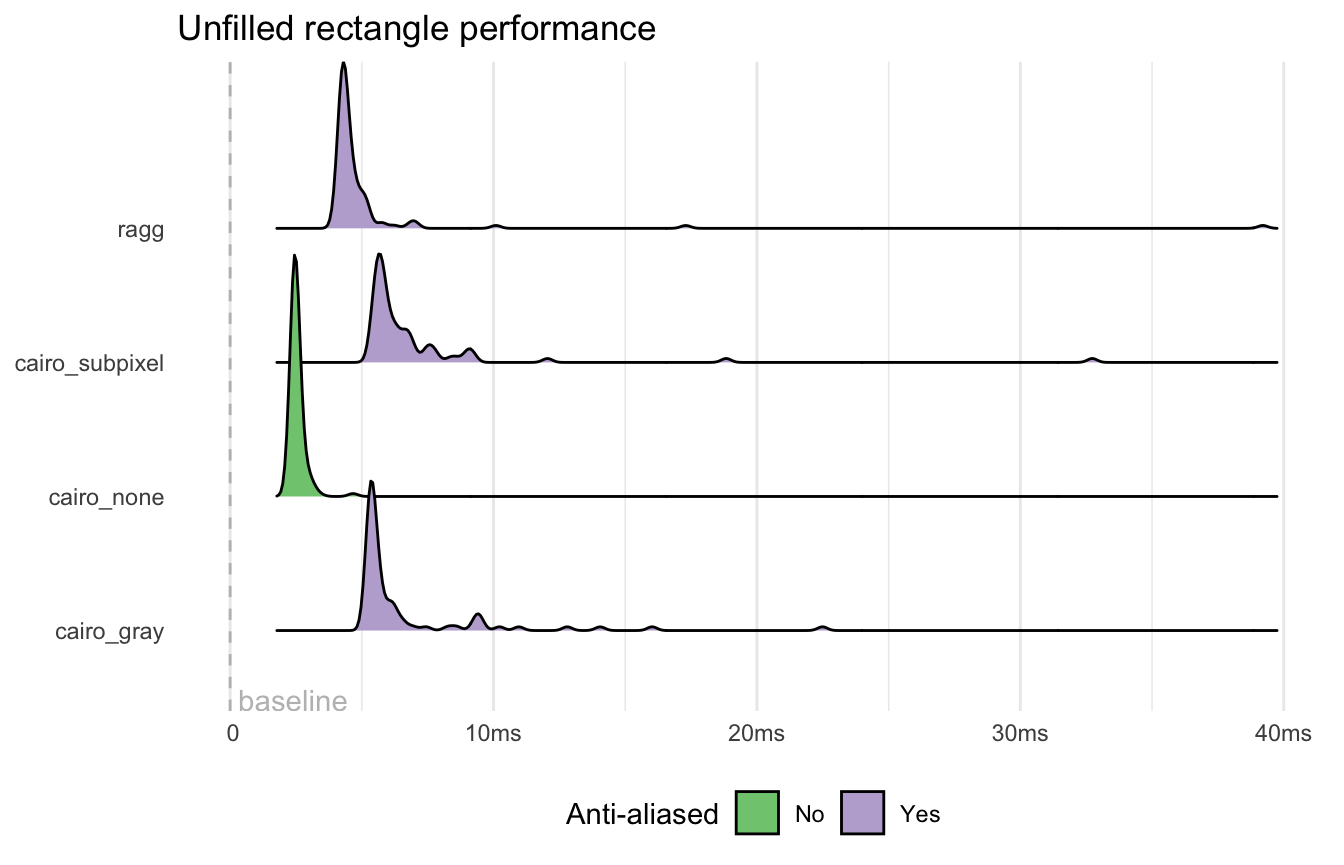 Unfilled rectangle performance
ragg
cairo_subpixel
cairo_none
cairo_gray
baseline
0 10ms 20ms 30ms 40ms
Anti-aliased No Yes